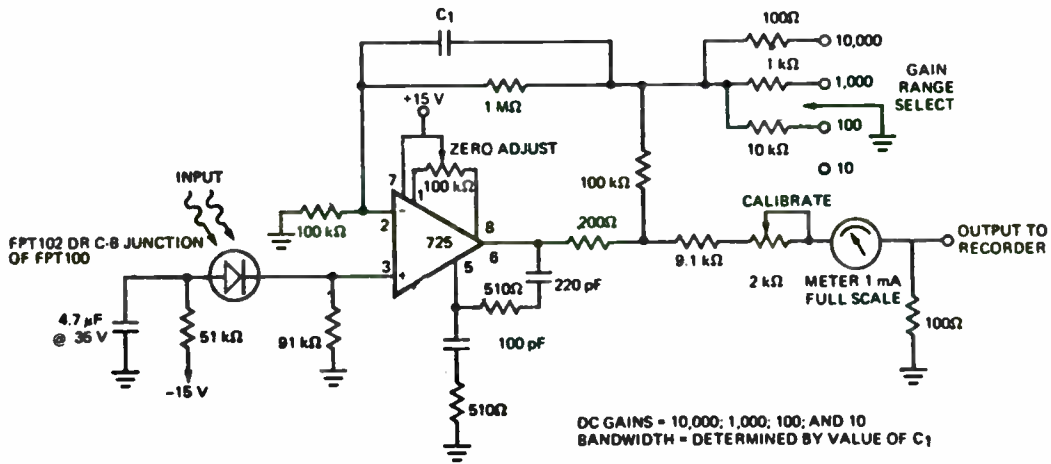 C1
100Ω
10,000
1 kΩ
1,000
GAIN
RANGE
SELECT
1 MΩ
+15 V
100
10 kΩ
10
ZERO ADJUST
100 kΩ
7
1
INPUT
100 kΩ
CALIBRATE
100 kΩ
2
-
8
725
6
200Ω
OUTPUT TO
RECORDER
FPT102 DR C-B JUNCTION
OF FPT100
3
+
5
9.1 kΩ
2 kΩ
METER 1 mA
FULL SCALE
510Ω
220 pF
4.7 µF
@ 35 V
51 kΩ
91 kΩ
100 pF
100Ω
-15 V
510Ω
DC GAINS = 10,000; 1,000; 100; AND 10
BANDWIDTH = DETERMINED BY VALUE OF C1